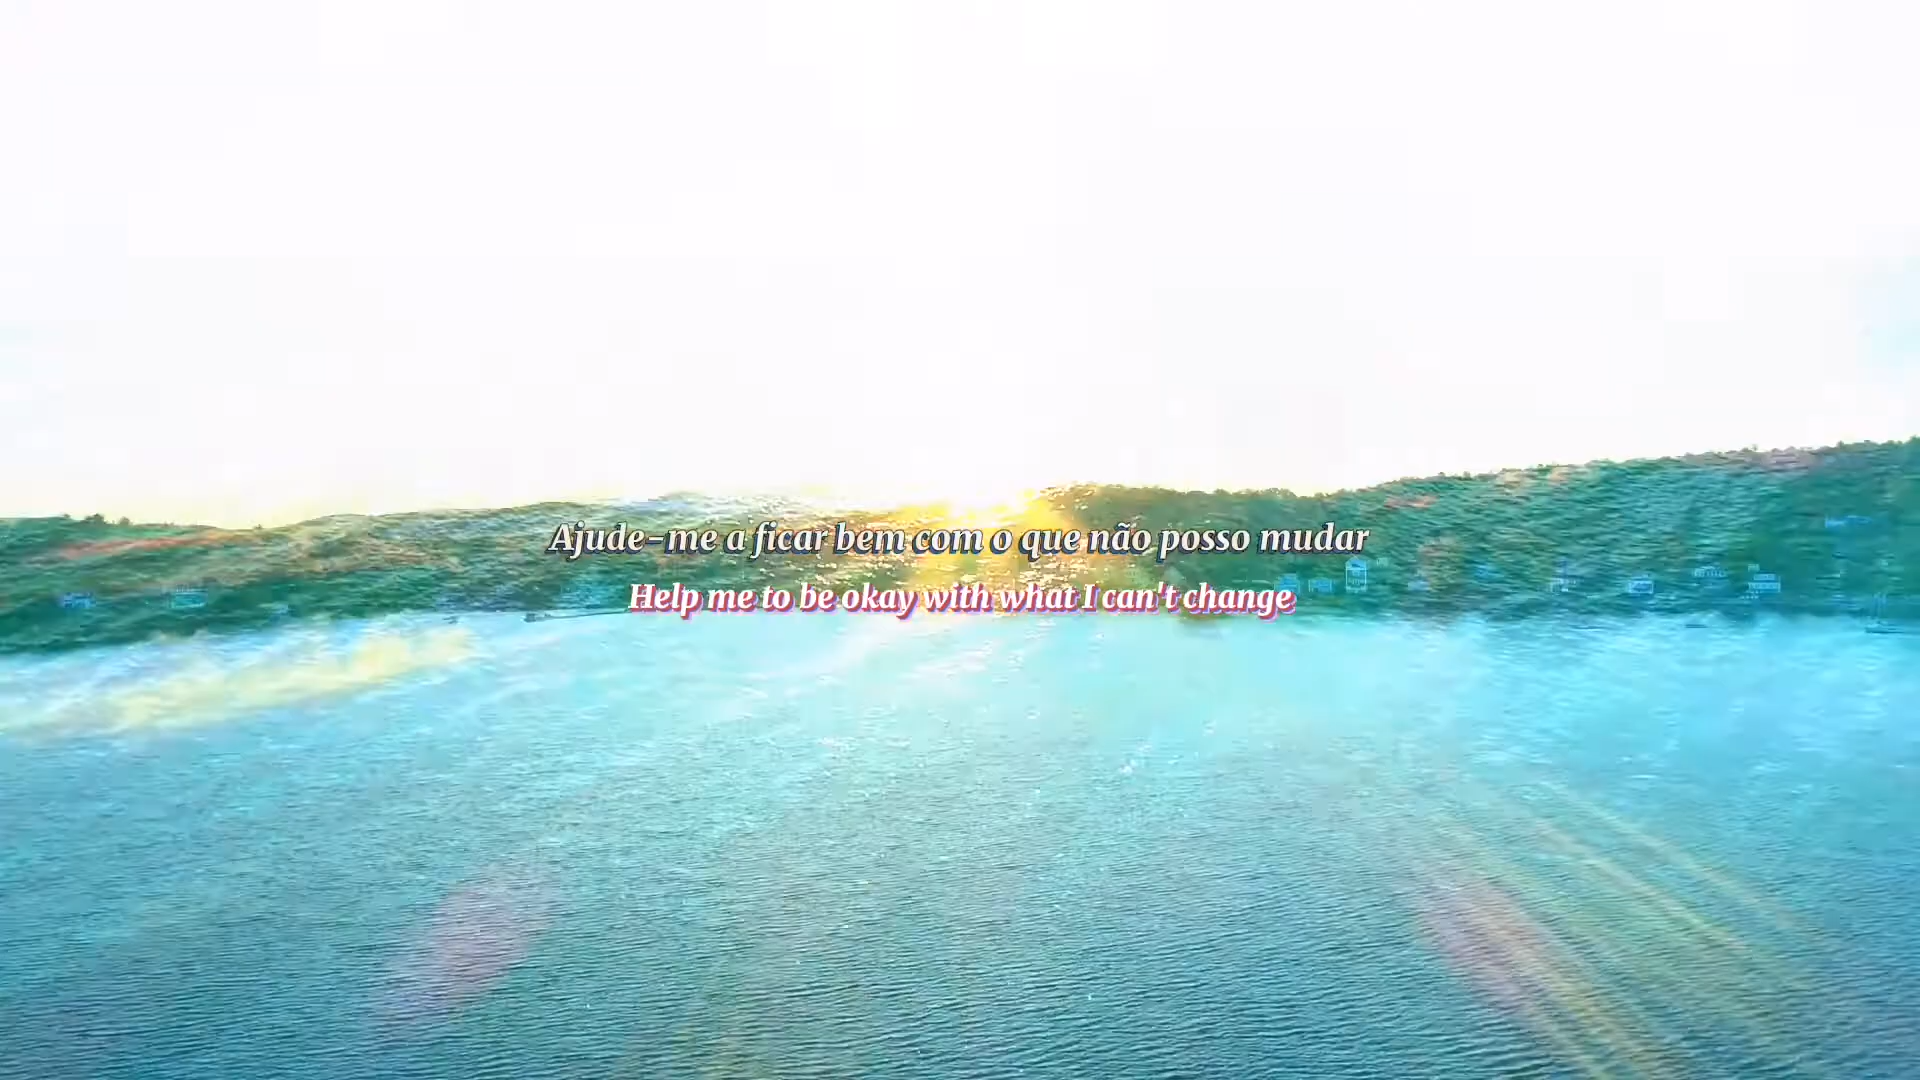 Ajude-me a ficar bem com o que não posso mudar
Help me to be okay with what I can't change